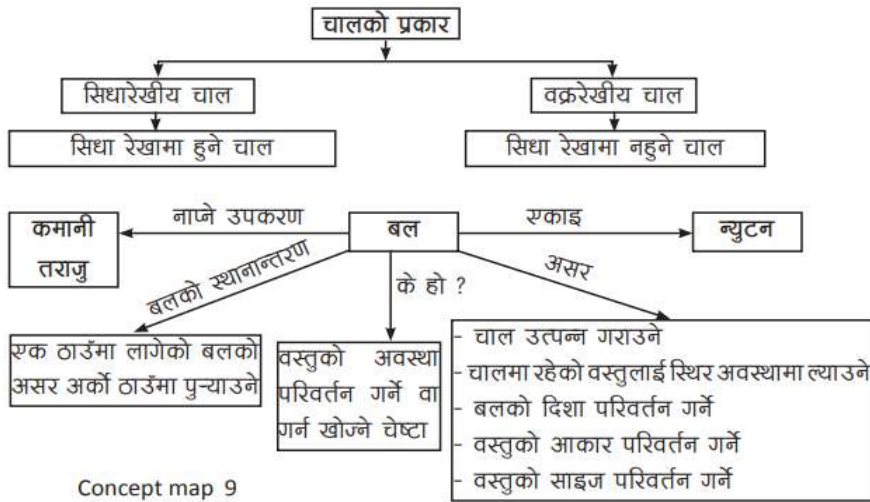 चालको प्रकार
सिधारेखीय चाल
वक्ररेखीय चाल
सिधा रेखामा हुने चाल
सिधा रेखामा नहुने चाल
कमानी
तराजु
नाप्ने उपकरण
बल
एकाइ
न्युटन
बलको स्थानान्तरण
के हो ?
असर
एक ठाउँमा लागेको बलको
असर अर्को ठाउँमा पुऱ्याउने
वस्तुको अवस्था
परिवर्तन गर्ने वा
गर्न खोज्ने चेष्टा
- चाल उत्पन्न गराउने
- चालमा रहेको वस्तुलाई स्थिर अवस्थामा ल्याउने
- बलको दिशा परिवर्तन गर्ने
- वस्तुको आकार परिवर्तन गर्ने
- वस्तुको साइज परिवर्तन गर्ने
Concept map 9